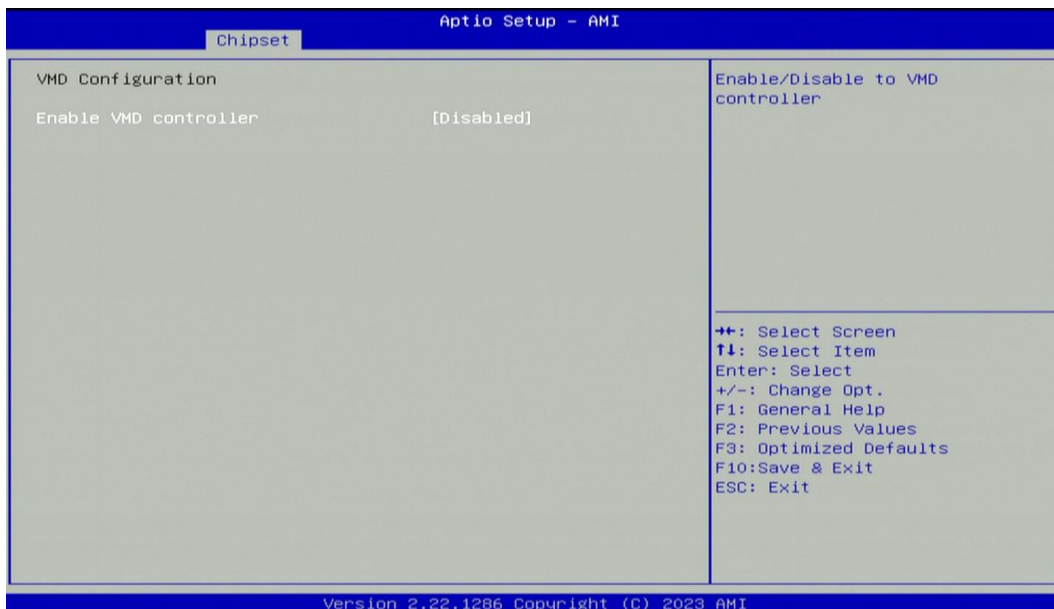 Aptio Setup - AMI
Chipset
VMD Configuration
Enable VMD controller [Disabled]
Enable/Disable to VMD
controller
→←: Select Screen
↑↓: Select Item
Enter: Select
+/-: Change Opt.
F1: General Help
F2: Previous Values
F3: Optimized Defaults
F10:Save & Exit
ESC: Exit
Version 2.22.1286 Copyright (C) 2023 AMI